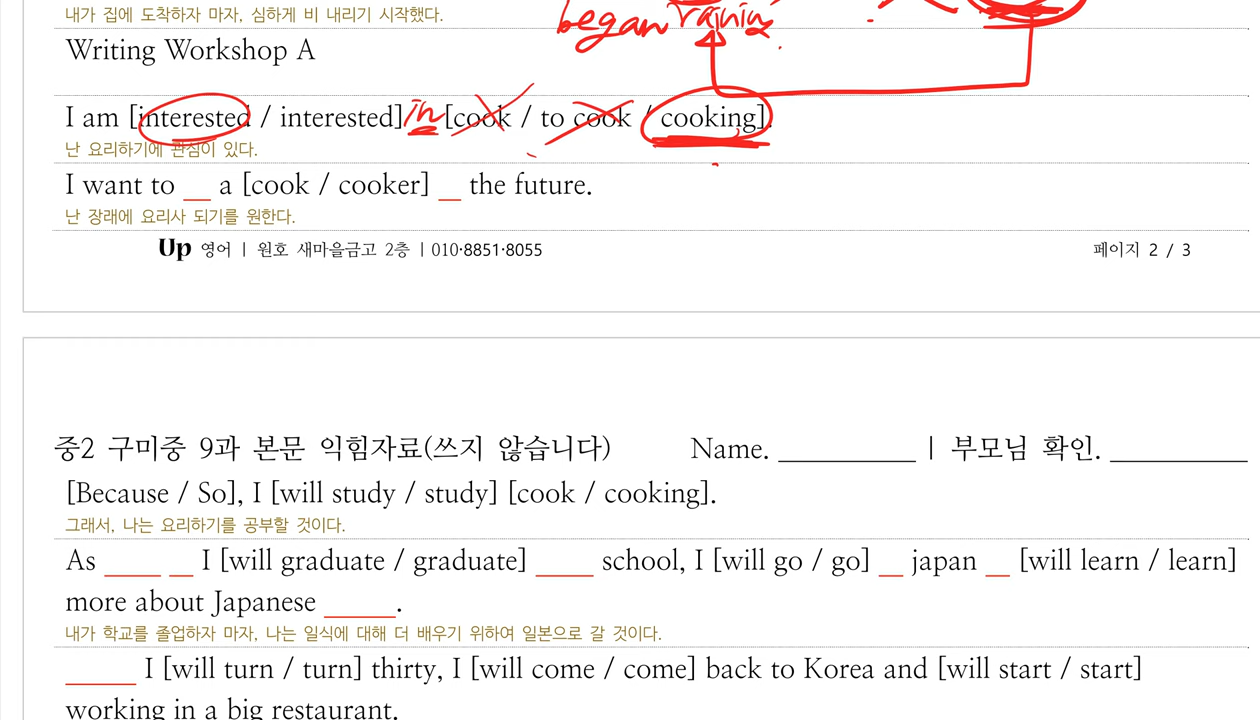 내가 집에 도착하자 마자, 심하게 비 내리기 시작했다.
began raining
Writing Workshop A
I am [interested / interested] in [cook / to cook / cooking].
난 요리하기에 관심이 있다.
I want to __ a [cook / cooker] __ the future.
난 장래에 요리사 되기를 원한다.
Up 영어 | 원호 새마을금고 2층 | 010·8851·8055 페이지 2 / 3
중2 구미중 9과 본문 익힘자료(쓰지 않습니다) Name. __________ | 부모님 확인. __________
[Because / So], I [will study / study] [cook / cooking].
그래서, 나는 요리하기를 공부할 것이다.
As ____ __ I [will graduate / graduate] ____ school, I [will go / go] __ japan __ [will learn / learn]
more about Japanese _____.
내가 학교를 졸업하자 마자, 나는 일식에 대해 더 배우기 위하여 일본으로 갈 것이다.
_____ I [will turn / turn] thirty, I [will come / come] back to Korea and [will start / start]
working in a big restaurant.